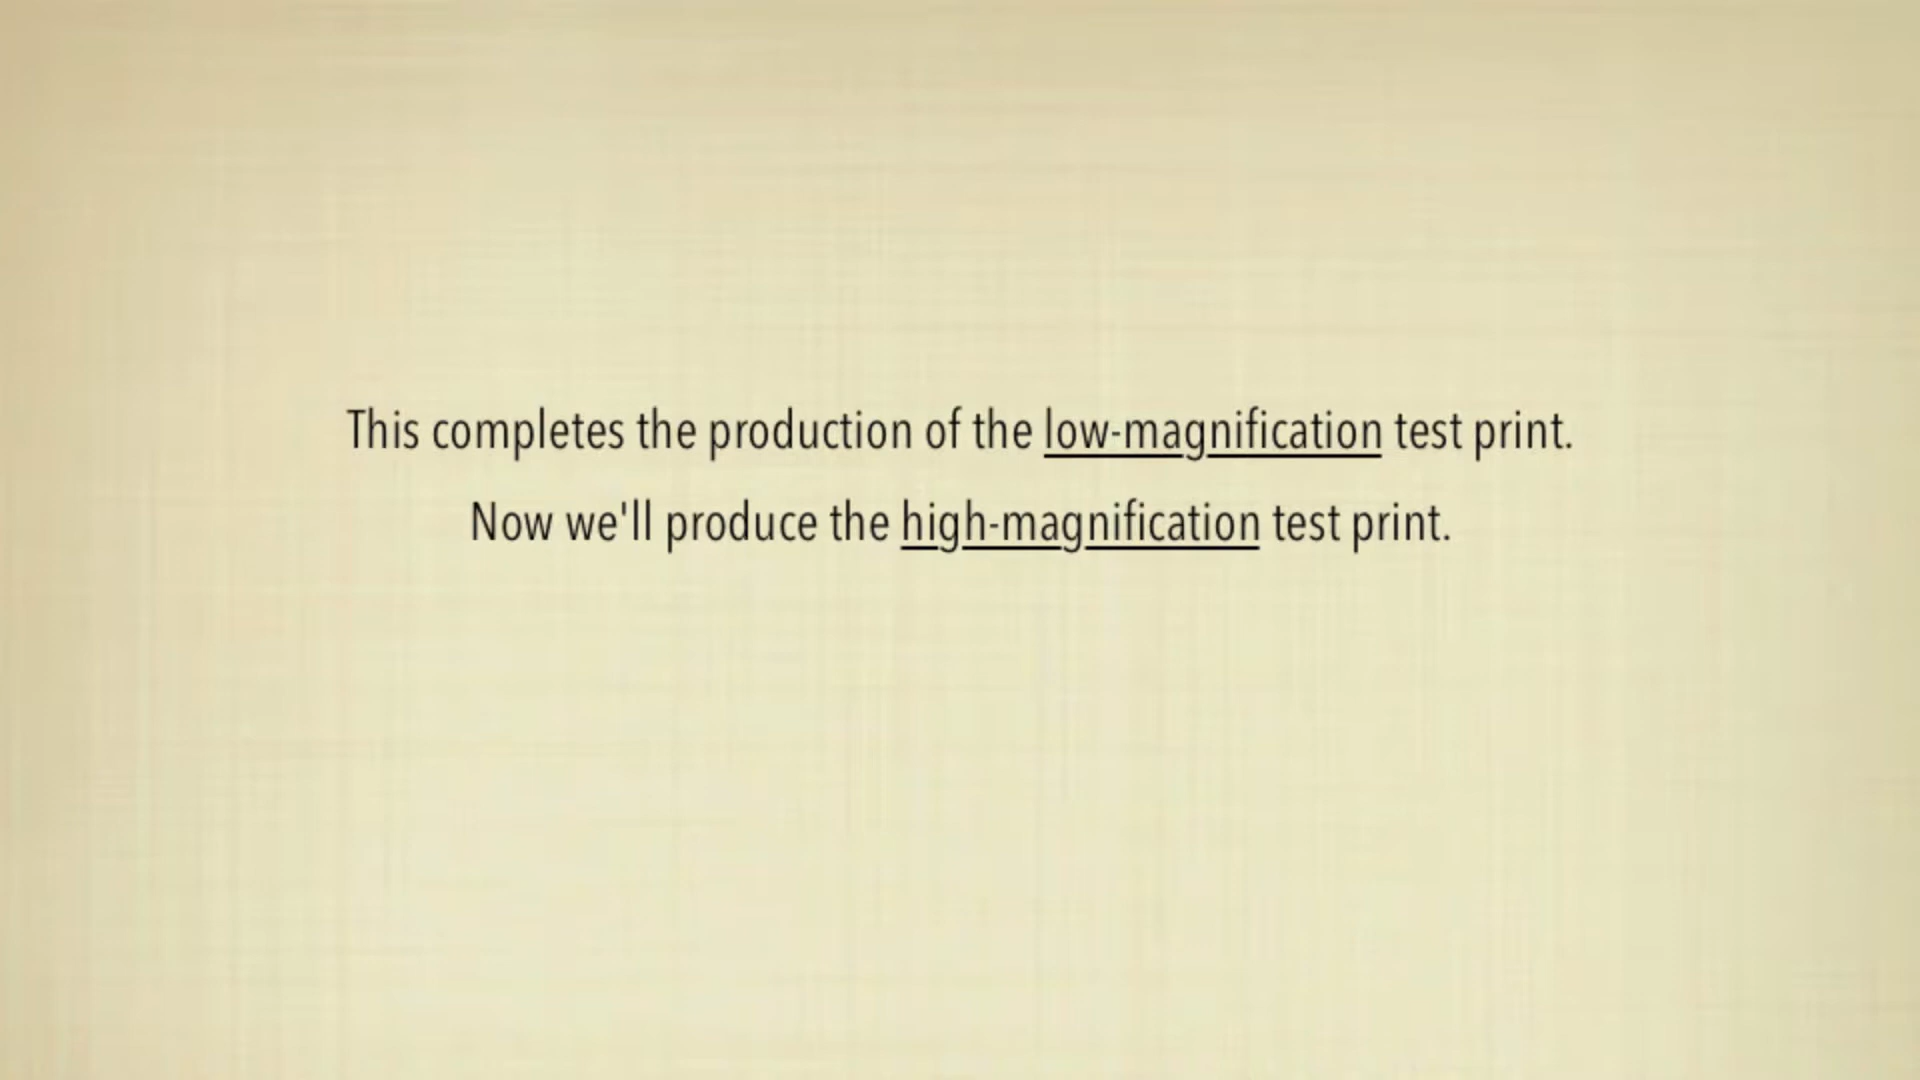 This completes the production of the low-magnification test print.
Now we'll produce the high-magnification test print.